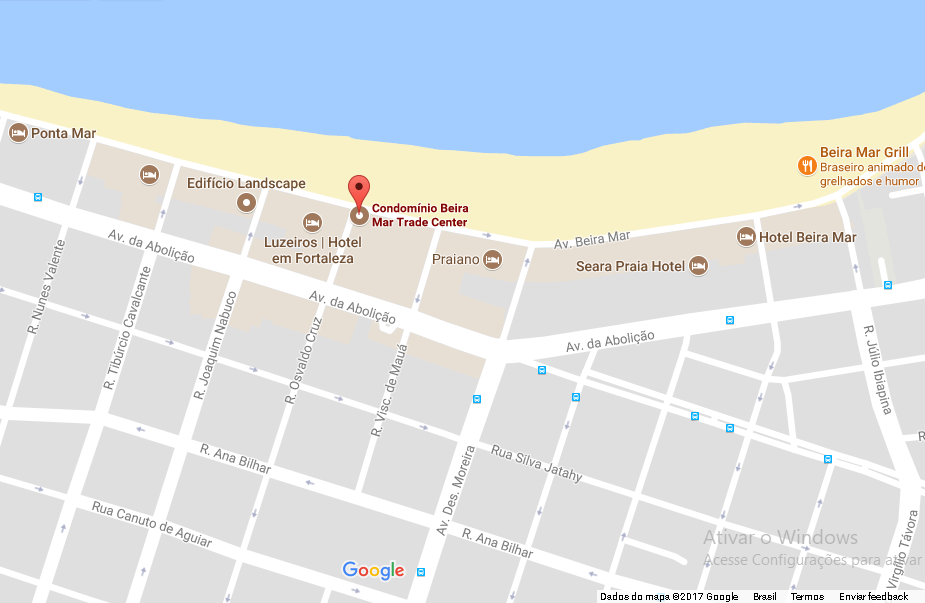 Ponta Mar
Edifício Landscape
Condomínio Beira
Mar Trade Center
Luzeiros | Hotel
em Fortaleza
Praiano
Av. Beira Mar
Seara Praia Hotel
Hotel Beira Mar
Beira Mar Grill
Braseiro animado de
grelhados e humor
Av. da Abolição
Av. da Abolição
Av. da Abolição
R. Nunes Valente
R. Tibúrcio Cavalcante
R. Joaquim Nabuco
R. Osvaldo Cruz
R. Visc. de Mauá
R. Júlio Ibiapina
R. Ana Bilhar
Rua Silva Jatahy
Av. Des. Moreira
Rua Canuto de Aguiar
R. Ana Bilhar
R
Virgílio Távora
Google
Ativar o Windows
Acesse Configurações para ativar
Dados do mapa ©2017 Google Brasil Termos Enviar feedback